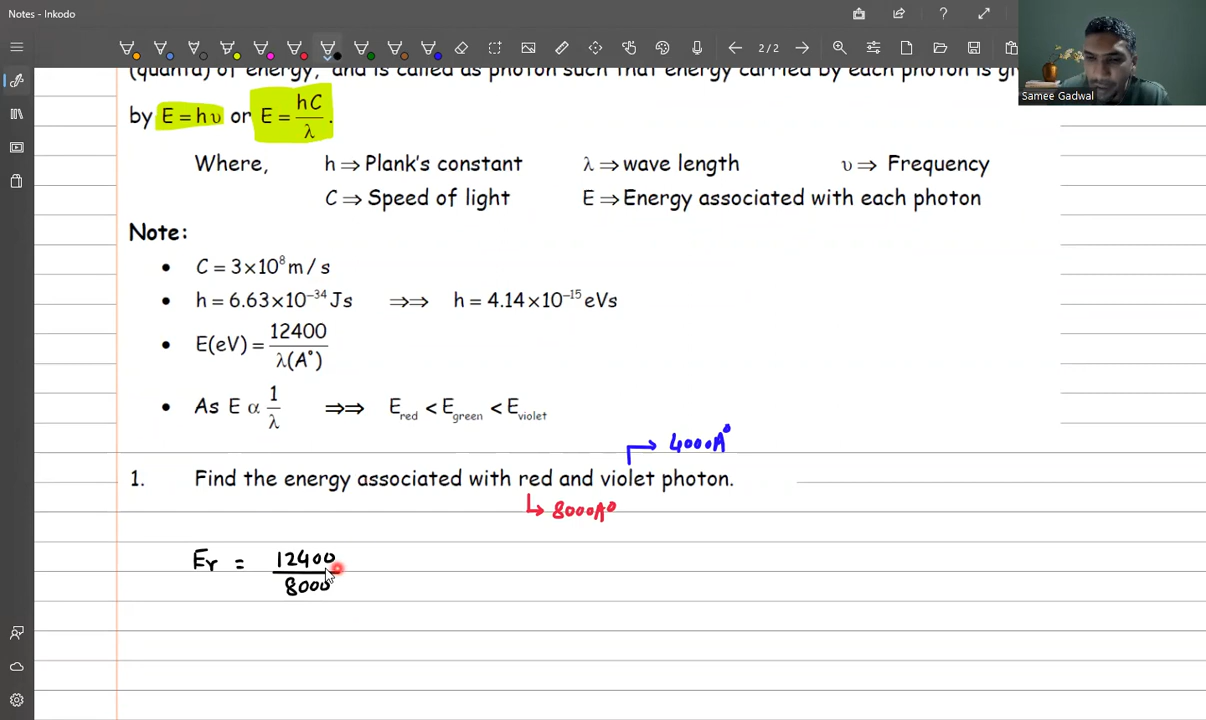 Notes - Inkodo
2/2
Samee Gadwal
(quanta) of energy, and is called as photon such that energy carried by each photon is gi
by E = hυ or E = hC/λ.
Where, h ⇒ Plank's constant λ ⇒ wave length υ ⇒ Frequency
C ⇒ Speed of light E ⇒ Energy associated with each photon
Note:
• C = 3×10⁸ m / s
• h = 6.63×10⁻³⁴ Js ⇒⇒ h = 4.14×10⁻¹⁵ eVs
• E(eV) = 12400/λ(A°)
• As E α 1/λ ⇒⇒ E_red < E_green < E_violet
4000A°
1. Find the energy associated with red and violet photon.
8000A°
Er = 12400/8000